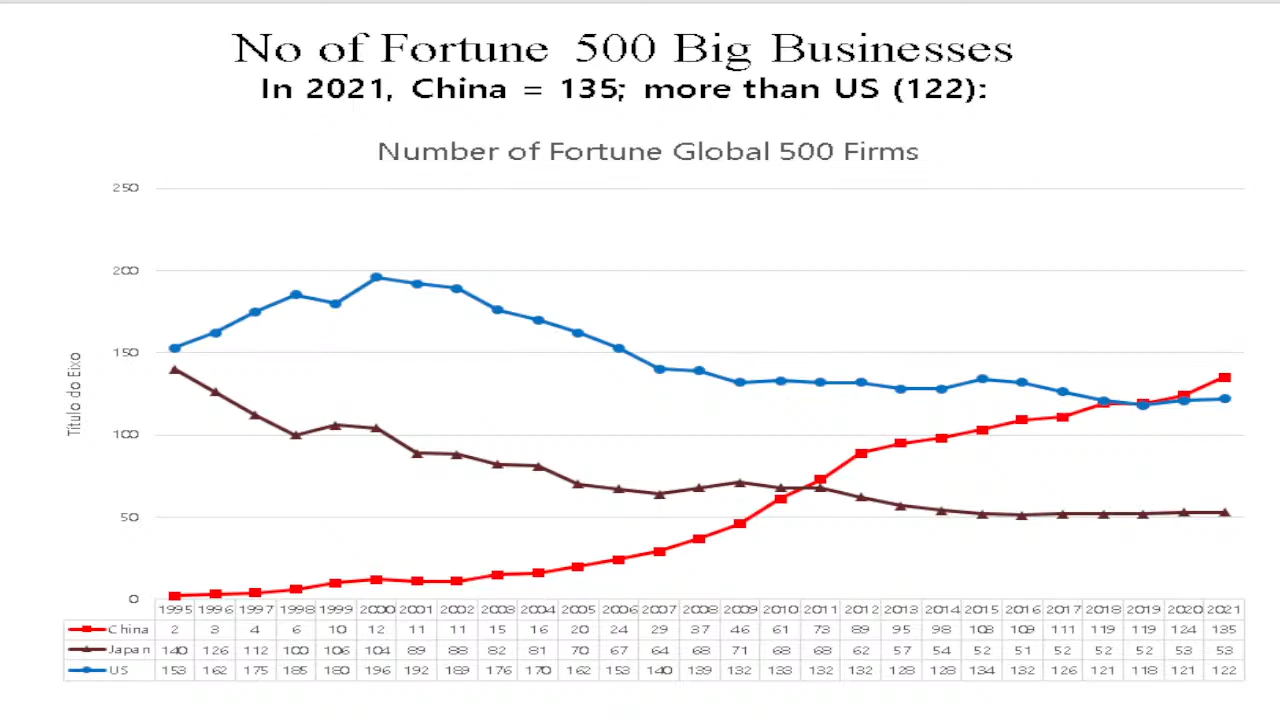 No of Fortune 500 Big Businesses
In 2021, China = 135; more than US (122):
Number of Fortune Global 500 Firms
250
200
150
100
50
0
Título do Eixo
1995 1996 1997 1998 1999 2000 2001 2002 2003 2004 2005 2006 2007 2008 2009 2010 2011 2012 2013 2014 2015 2016 2017 2018 2019 2020 2021
China 2 3 4 6 10 12 11 11 15 16 20 24 29 37 46 61 73 89 95 98 103 109 111 119 119 124 135
Japan 140 126 112 100 106 104 89 88 82 81 70 67 64 68 71 68 68 62 57 54 52 51 52 52 52 53 53
US 153 162 175 185 180 196 192 189 176 170 162 153 140 139 132 133 132 132 128 128 134 132 126 121 118 121 122